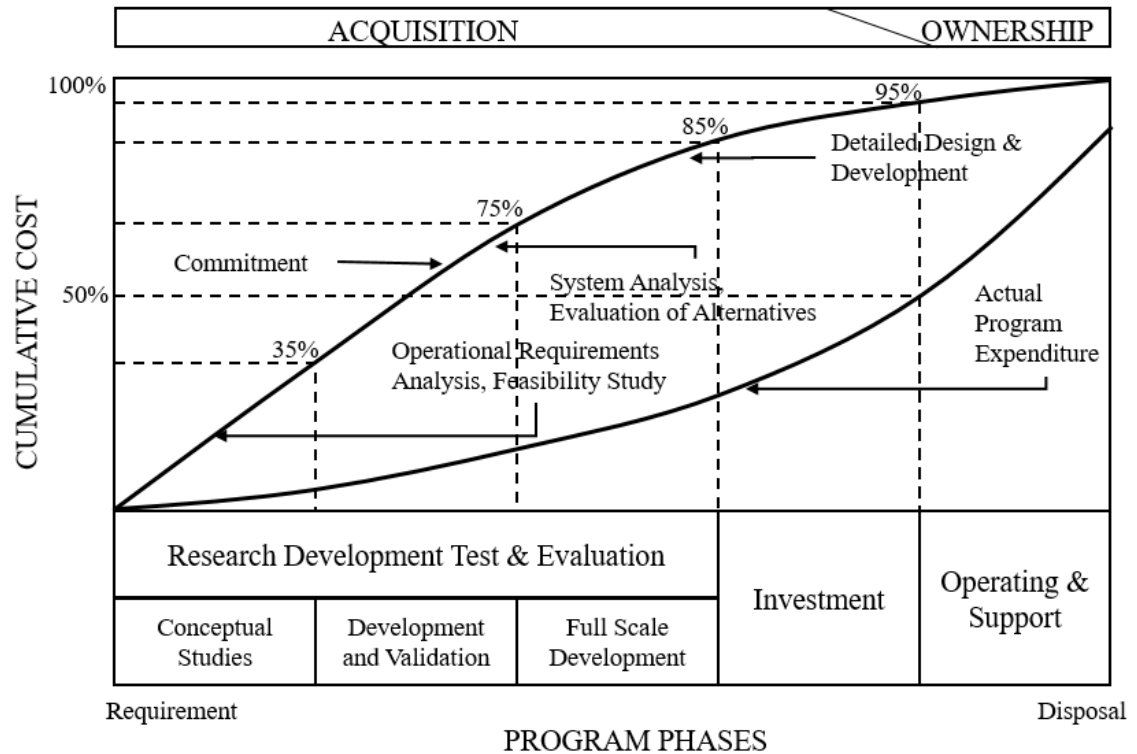 ACQUISITION
OWNERSHIP
100%
95%
85%
Detailed Design &
Development
75%
Commitment
System Analysis,
Evaluation of Alternatives
50%
Actual
Program
Expenditure
35%
Operational Requirements
Analysis, Feasibility Study
CUMULATIVE COST
Research Development Test & Evaluation
Investment
Operating &
Support
Conceptual
Studies
Development
and Validation
Full Scale
Development
Requirement
Disposal
PROGRAM PHASES